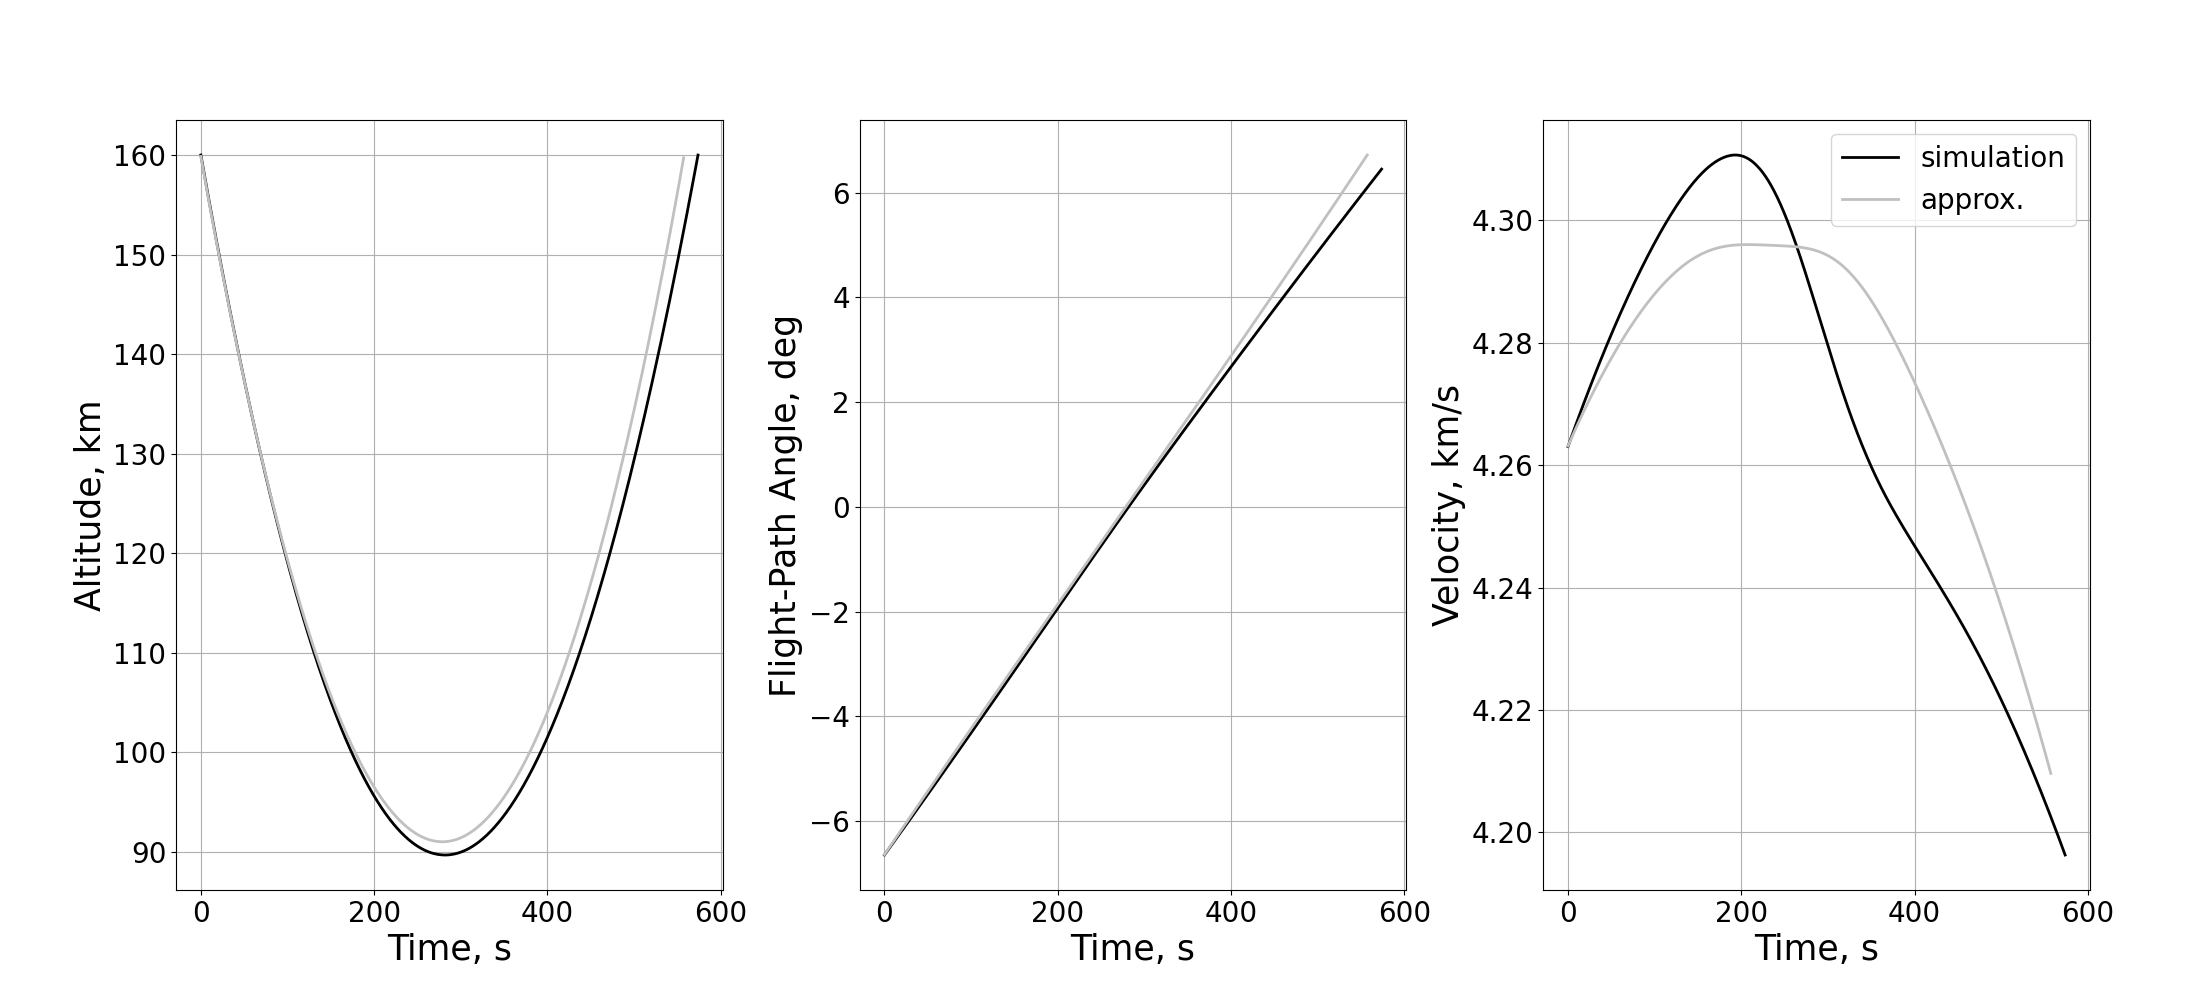 Altitude, km
160
150
140
130
120
110
100
90
0 200 400 600
Time, s
Flight-Path Angle, deg
6
4
2
0
−2
−4
−6
0 200 400 600
Time, s
Velocity, km/s
4.30
4.28
4.26
4.24
4.22
4.20
0 200 400 600
Time, s
simulation
approx.